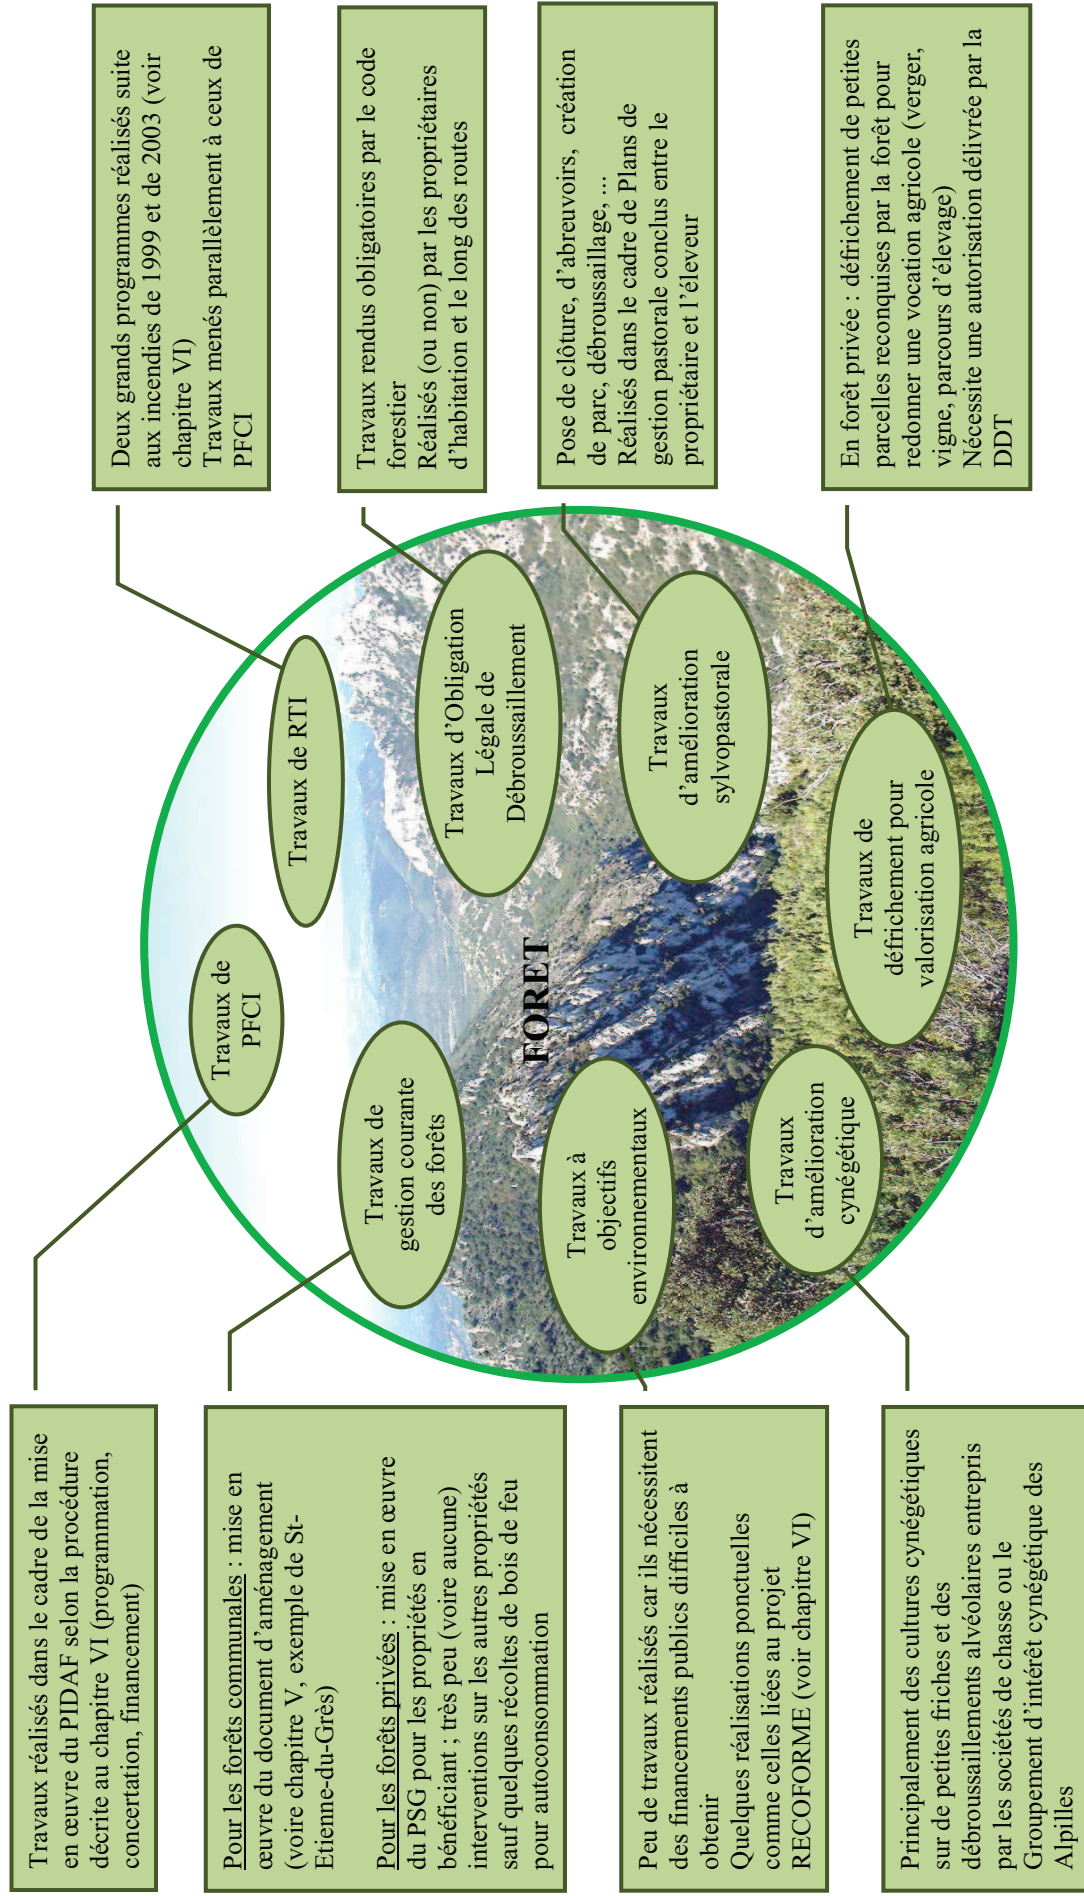 Travaux réalisés dans le cadre de la mise
en œuvre du PIDAF selon la procédure
décrite au chapitre VI (programmation,
concertation, financement)
Pour les forêts communales : mise en
œuvre du document d'aménagement
(voire chapitre V, exemple de St-
Etienne-du-Grès)
Pour les forêts privées : mise en œuvre
du PSG pour les propriétés en
bénéficiant ; très peu (voire aucune)
interventions sur les autres propriétés
sauf quelques récoltes de bois de feu
pour autoconsommation
Peu de travaux réalisés car ils nécessitent
des financements publics difficiles à
obtenir
Quelques réalisations ponctuelles
comme celles liées au projet
RECOFORME (voir chapitre VI)
Principalement des cultures cynégétiques
sur de petites friches et des
débroussaillements alvéolaires entrepris
par les sociétés de chasse ou le
Groupement d'intérêt cynégétique des
Alpilles
Travaux de
PFCI
Travaux de
gestion courante
des forêts
Travaux à
objectifs
environnementaux
Travaux
d'amélioration
cynégétique
FORET
Travaux de RTI
Travaux d'Obligation
Légale de
Débroussaillement
Travaux
d'amélioration
sylvopastorale
Travaux de
défrichement pour
valorisation agricole
Deux grands programmes réalisés suite
aux incendies de 1999 et de 2003 (voir
chapitre VI)
Travaux menés parallèlement à ceux de
PFCI
Travaux rendus obligatoires par le code
forestier
Réalisés (ou non) par les propriétaires
d'habitation et le long des routes
Pose de clôture, d'abreuvoirs, création
de parc, débroussaillage, ...
Réalisés dans le cadre de Plans de
gestion pastorale conclus entre le
propriétaire et l'éleveur
En forêt privée : défrichement de petites
parcelles reconquises par la forêt pour
redonner une vocation agricole (verger,
vigne, parcours d'élevage)
Nécessite une autorisation délivrée par la
DDT